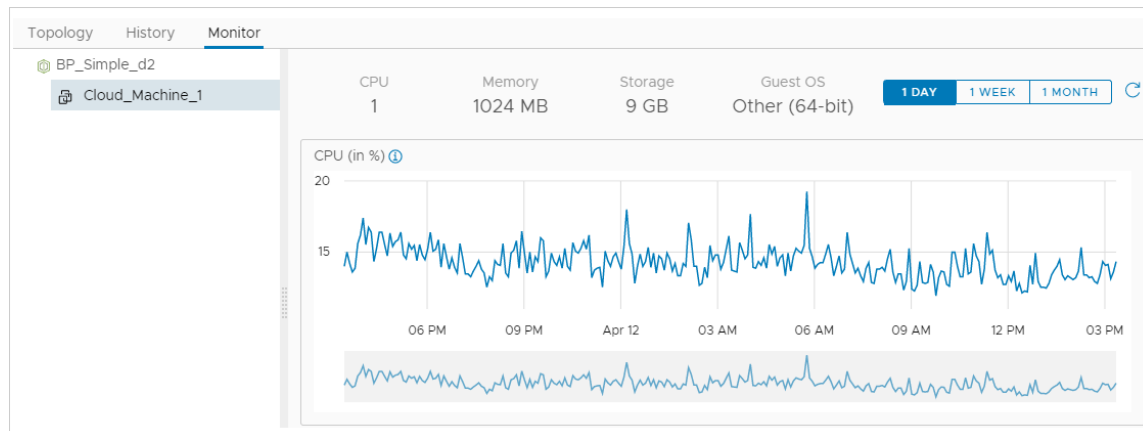 Topology History Monitor
BP_Simple_d2
Cloud_Machine_1
CPU Memory Storage Guest OS
1 1024 MB 9 GB Other (64-bit)
1 DAY 1 WEEK 1 MONTH
CPU (in %)
20
15
06 PM 09 PM Apr 12 03 AM 06 AM 09 AM 12 PM 03 PM